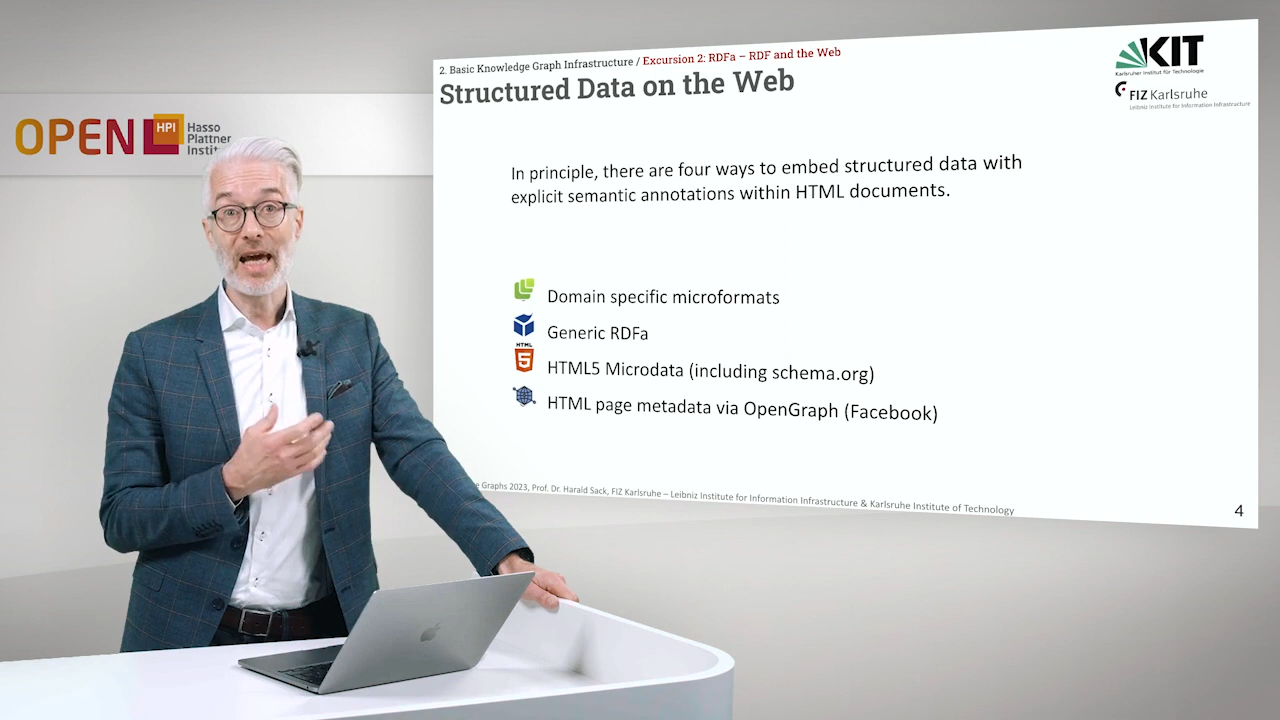 OPEN HPI Hasso
Plattner
2. Basic Knowledge Graph Infrastructure / Excursion 2: RDFa – RDF and the Web
Structured Data on the Web
KIT
Karlsruher Institut für Technologie
FIZ Karlsruhe
Leibniz Institute for Information Infrastructure
In principle, there are four ways to embed structured data with
explicit semantic annotations within HTML documents.
Domain specific microformats
Generic RDFa
HTML
5
HTML5 Microdata (including schema.org)
HTML page metadata via OpenGraph (Facebook)
Graphs 2023, Prof. Dr. Harald Sack, FIZ Karlsruhe – Leibniz Institute for Information Infrastructure & Karlsruhe Institute of Technology
4